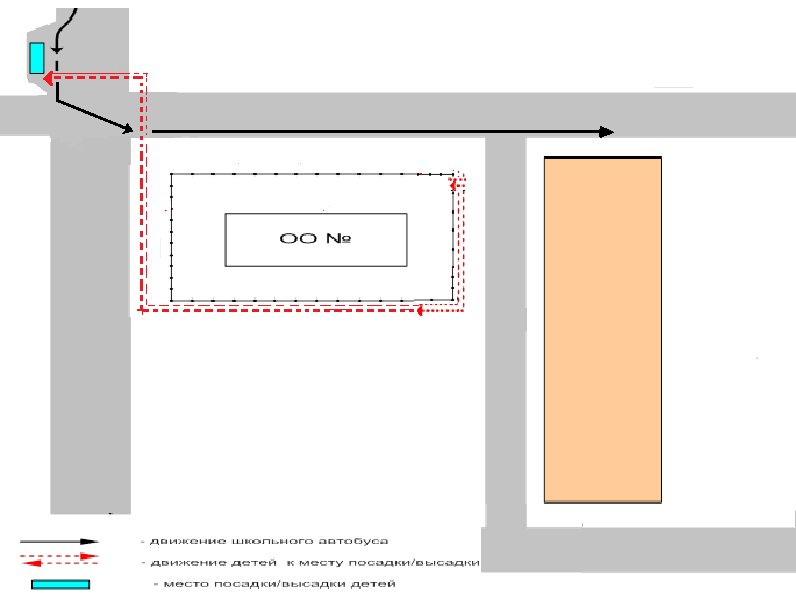 ОО №
- движение школьного автобуса
- движение детей к месту посадки/высадки
- место посадки/высадки детей